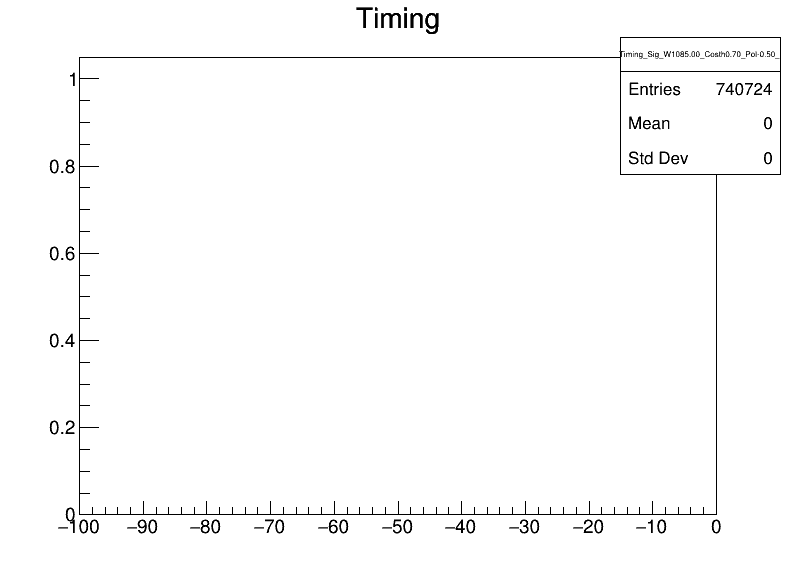 Timing
Timing_Sig_W1085.00_Costh0.70_Pol-0.50_
Entries 740724
Mean 0
Std Dev 0
1
0.8
0.6
0.4
0.2
0
−100 −90 −80 −70 −60 −50 −40 −30 −20 −10 0